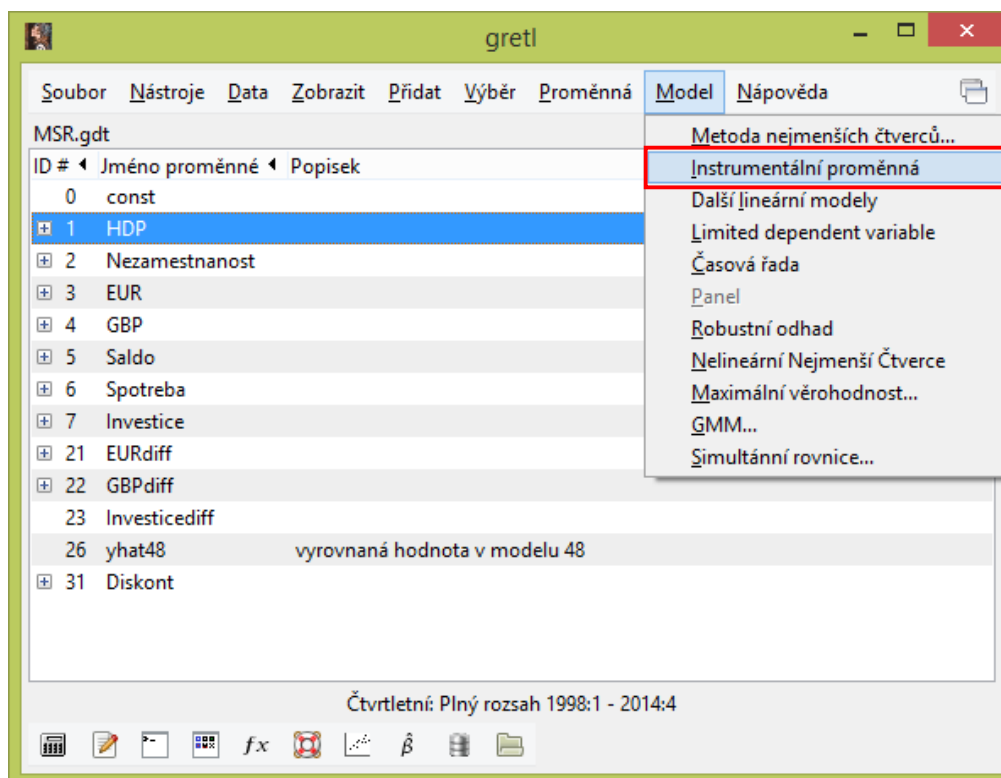 gretl
Soubor Nástroje Data Zobrazit Přidat Výběr Proměnná Model Nápověda
MSR.gdt
ID # Jméno proměnné Popisek
0 const
1 HDP
2 Nezamestnanost
3 EUR
4 GBP
5 Saldo
6 Spotreba
7 Investice
21 EURdiff
22 GBPdiff
23 Investicediff
26 yhat48 vyrovnaná hodnota v modelu 48
31 Diskont
Metoda nejmenších čtverců...
Instrumentální proměnná
Další lineární modely
Limited dependent variable
Časová řada
Panel
Robustní odhad
Nelineární Nejmenší Čtverce
Maximální věrohodnost...
GMM...
Simultánní rovnice...
Čtvrtletní: Plný rozsah 1998:1 - 2014:4
fx β̂